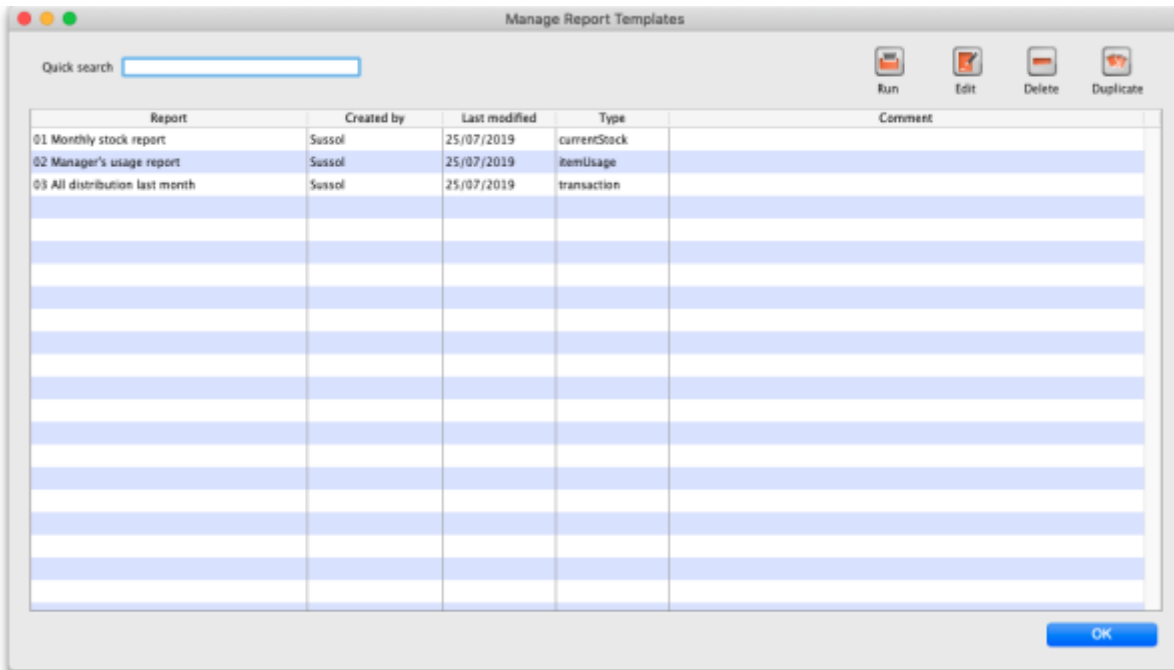 Manage Report Templates
Quick search
Run Edit Delete Duplicate
Report Created by Last modified Type Comment
01 Monthly stock report Sussol 25/07/2019 currentStock
02 Manager's usage report Sussol 25/07/2019 itemUsage
03 All distribution last month Sussol 25/07/2019 transaction
OK